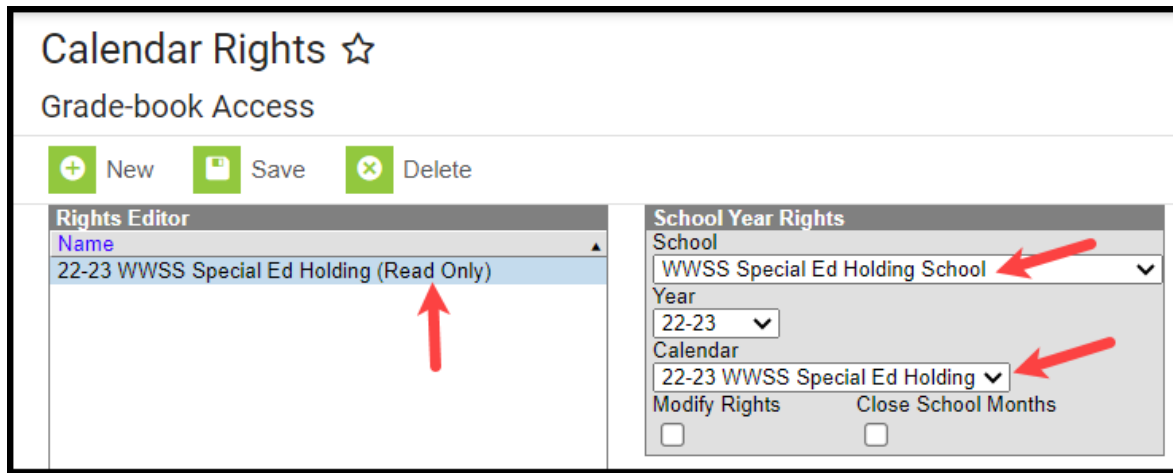 Calendar Rights
Grade-book Access
New Save Delete
Rights Editor
Name
22-23 WWSS Special Ed Holding (Read Only)
School Year Rights
School
WWSS Special Ed Holding School
Year
22-23
Calendar
22-23 WWSS Special Ed Holding
Modify Rights Close School Months